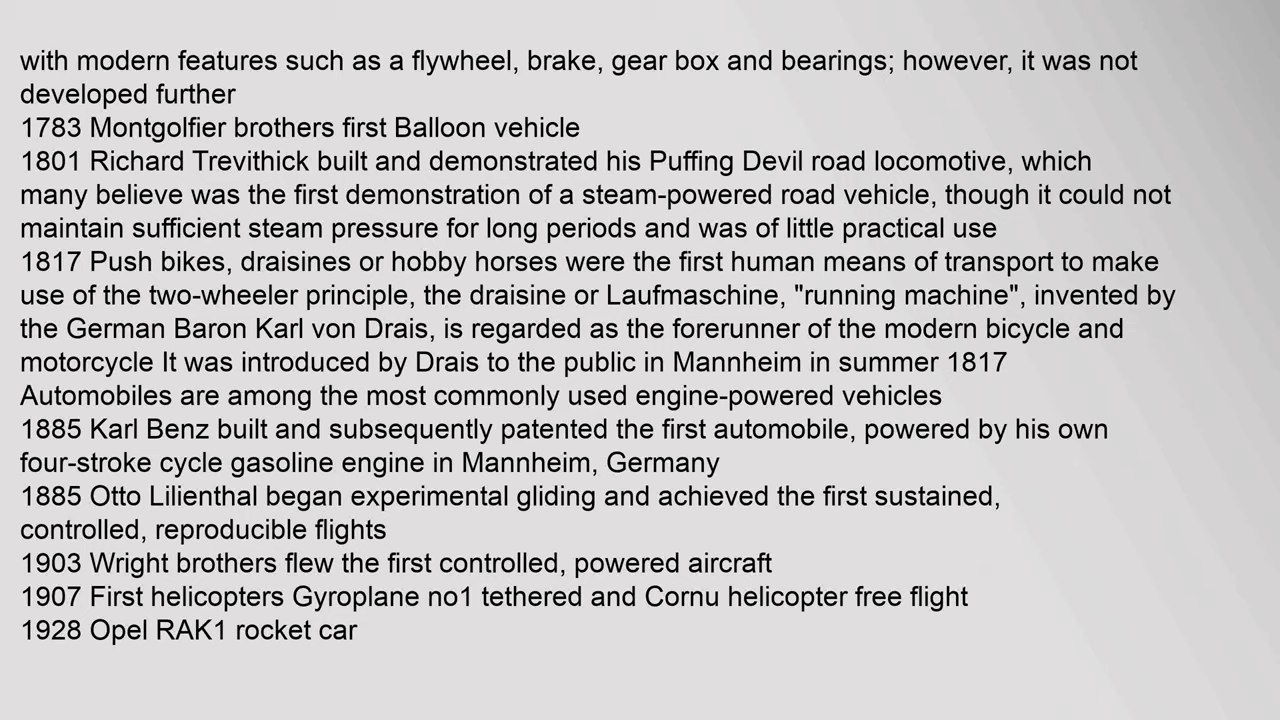 with modern features such as a flywheel, brake, gear box and bearings; however, it was not
developed further
1783 Montgolfier brothers first Balloon vehicle
1801 Richard Trevithick built and demonstrated his Puffing Devil road locomotive, which
many believe was the first demonstration of a steam-powered road vehicle, though it could not
maintain sufficient steam pressure for long periods and was of little practical use
1817 Push bikes, draisines or hobby horses were the first human means of transport to make
use of the two-wheeler principle, the draisine or Laufmaschine, "running machine", invented by
the German Baron Karl von Drais, is regarded as the forerunner of the modern bicycle and
motorcycle It was introduced by Drais to the public in Mannheim in summer 1817
Automobiles are among the most commonly used engine-powered vehicles
1885 Karl Benz built and subsequently patented the first automobile, powered by his own
four-stroke cycle gasoline engine in Mannheim, Germany
1885 Otto Lilienthal began experimental gliding and achieved the first sustained,
controlled, reproducible flights
1903 Wright brothers flew the first controlled, powered aircraft
1907 First helicopters Gyroplane no1 tethered and Cornu helicopter free flight
1928 Opel RAK1 rocket car